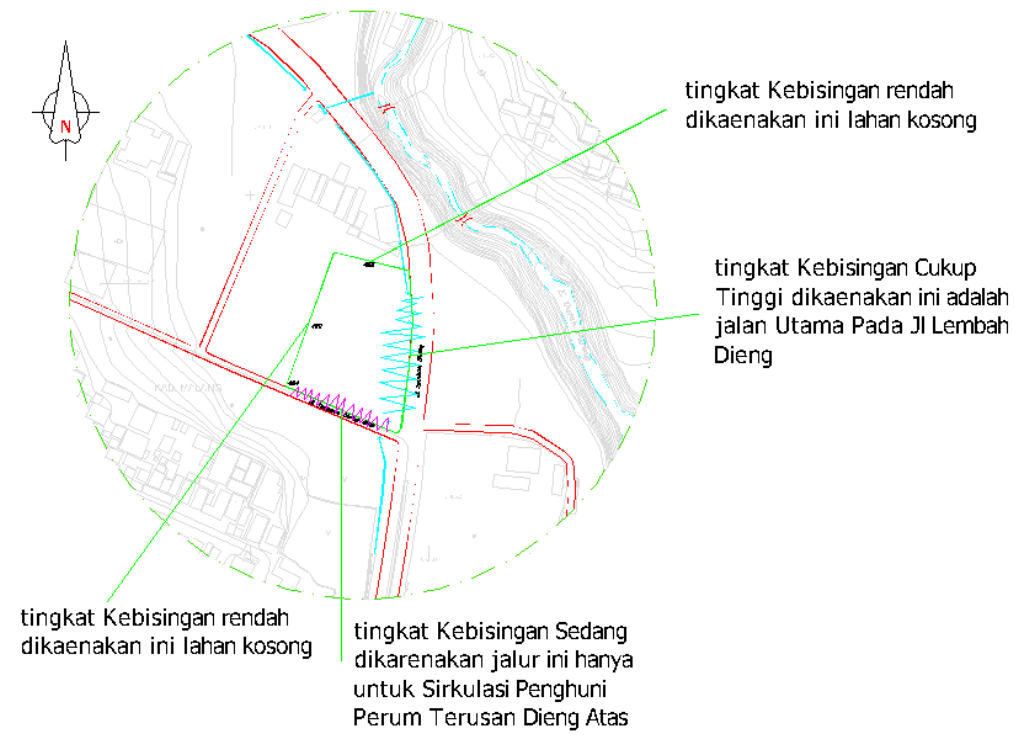 N
tingkat Kebisingan rendah
dikaenakan ini lahan kosong
tingkat Kebisingan Cukup
Tinggi dikaenakan ini adalah
jalan Utama Pada Jl Lembah
Dieng
tingkat Kebisingan rendah
dikaenakan ini lahan kosong
tingkat Kebisingan Sedang
dikarenakan jalur ini hanya
untuk Sirkulasi Penghuni
Perum Terusan Dieng Atas